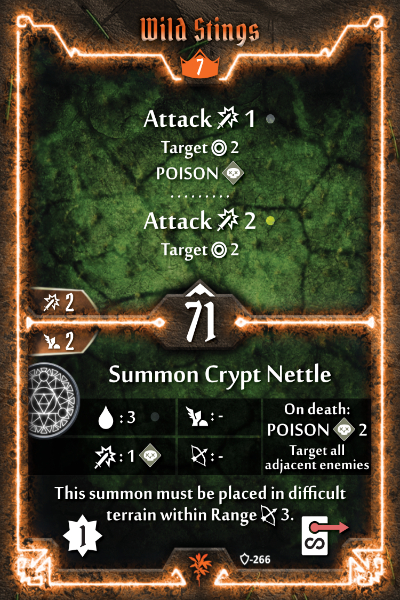 Wild Stings
7
Attack 1
Target 2
POISON
Attack 2
Target 2
2
71
2
Summon Crypt Nettle
: 3
: -
: 1
: -
On death:
POISON 2
Target all
adjacent enemies
This summon must be placed in difficult
terrain within Range 3.
1
S
-266